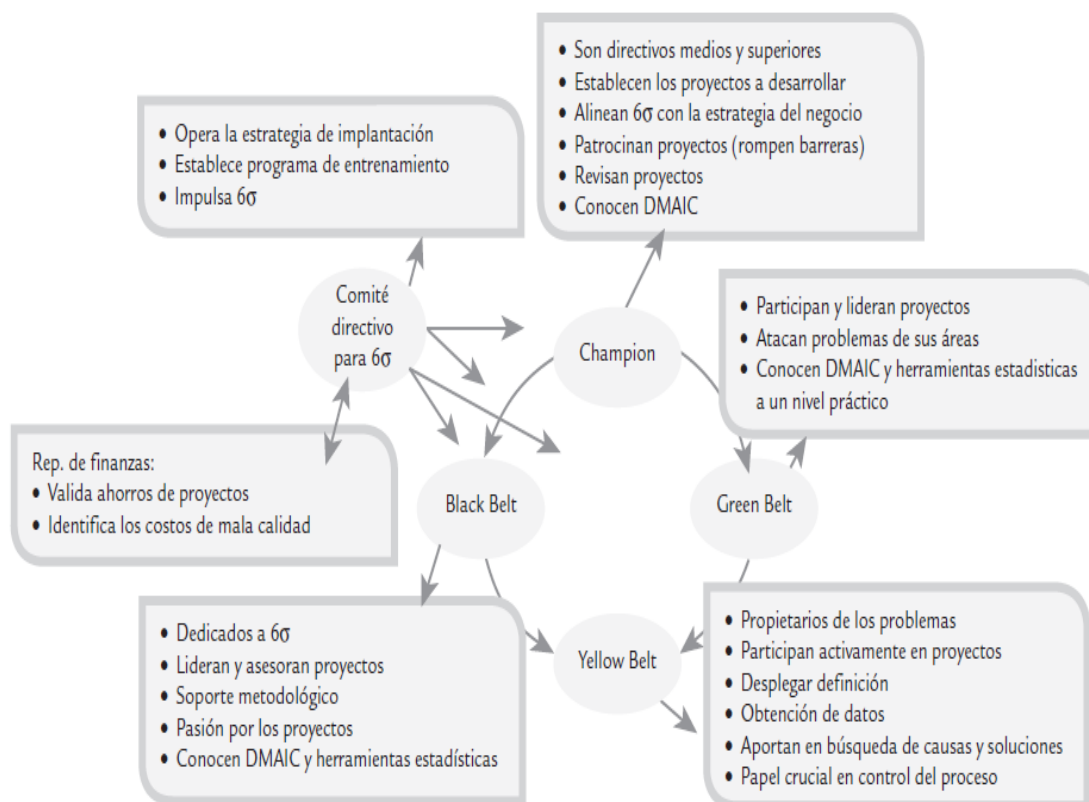 • Son directivos medios y superiores
• Establecen los proyectos a desarrollar
• Alinean 6σ con la estrategia del negocio
• Patrocinan proyectos (rompen barreras)
• Revisan proyectos
• Conocen DMAIC
• Opera la estrategia de implantación
• Establece programa de entrenamiento
• Impulsa 6σ
Comité
directivo
para 6σ
Champion
• Participan y lideran proyectos
• Atacan problemas de sus áreas
• Conocen DMAIC y herramientas estadisticas
a un nivel práctico
Rep. de finanzas:
• Valida ahorros de proyectos
• Identifica los costos de mala calidad
Black Belt
Green Belt
• Dedicados a 6σ
• Lideran y asesoran proyectos
• Soporte metodológico
• Pasión por los proyectos
• Conocen DMAIC y herramientas estadísticas
Yellow Belt
• Propietarios de los problemas
• Participan activamente en proyectos
• Desplegar definición
• Obtención de datos
• Aportan en búsqueda de causas y soluciones
• Papel crucial en control del proceso